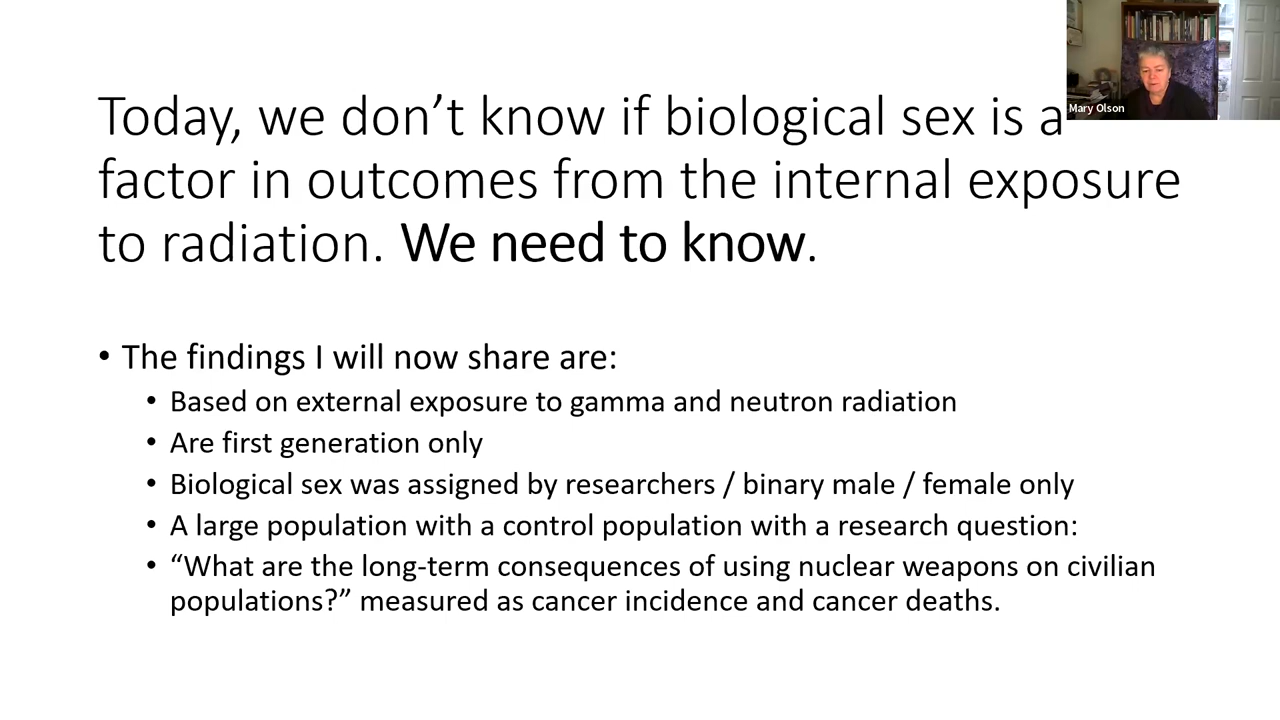 Today, we don’t know if biological sex is a
factor in outcomes from the internal exposure
to radiation. We need to know.
Mary Olson
• The findings I will now share are:
• Based on external exposure to gamma and neutron radiation
• Are first generation only
• Biological sex was assigned by researchers / binary male / female only
• A large population with a control population with a research question:
• “What are the long-term consequences of using nuclear weapons on civilian
populations?” measured as cancer incidence and cancer deaths.